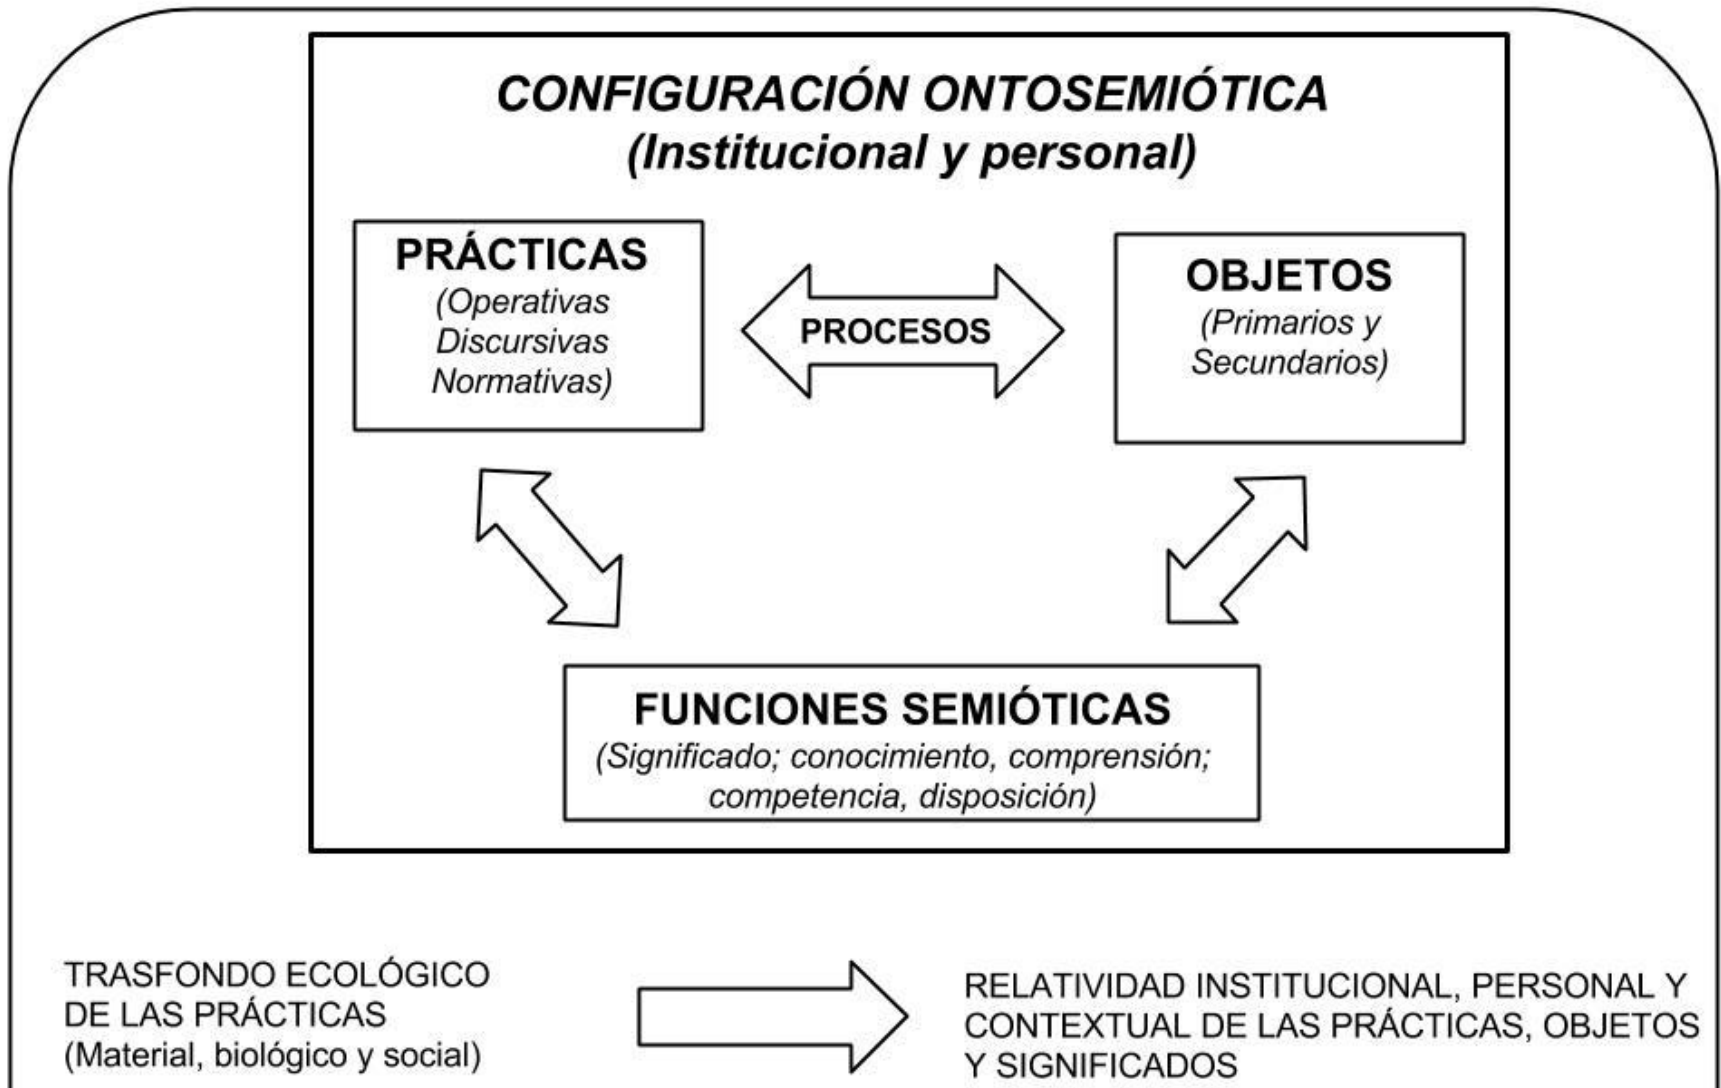 CONFIGURACIÓN ONTOSEMIÓTICA
(Institucional y personal)
PRÁCTICAS
(Operativas
Discursivas
Normativas)
PROCESOS
OBJETOS
(Primarios y
Secundarios)
FUNCIONES SEMIÓTICAS
(Significado; conocimiento, comprensión;
competencia, disposición)
TRASFONDO ECOLÓGICO
DE LAS PRÁCTICAS
(Material, biológico y social)
RELATIVIDAD INSTITUCIONAL, PERSONAL Y
CONTEXTUAL DE LAS PRÁCTICAS, OBJETOS
Y SIGNIFICADOS